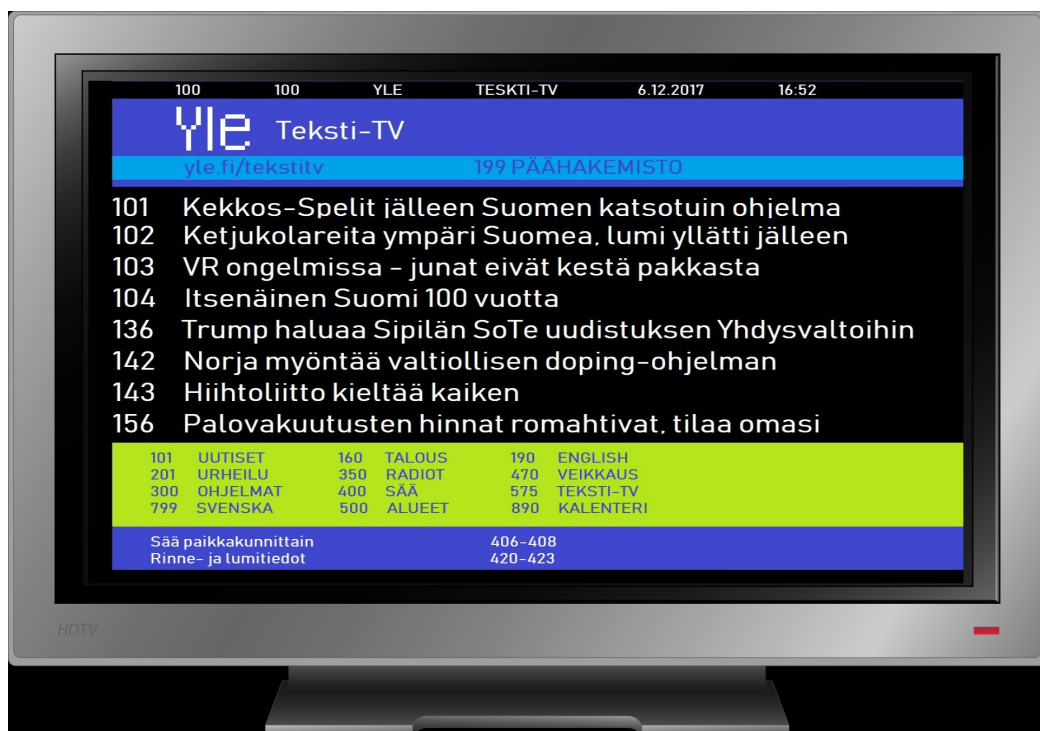 100 100 YLE TESKTI-TV 6.12.2017 16:52
Yle Teksti-TV
yle.fi/tekstitv 199 PÄÄHAKEMISTO
101 Kekkos-Spelit jälleen Suomen katsotuin ohjelma
102 Ketjukolareita ympäri Suomea, lumi yllätti jälleen
103 VR ongelmissa - junat eivät kestä pakkasta
104 Itsenäinen Suomi 100 vuotta
136 Trump haluaa Sipilän SoTe uudistuksen Yhdysvaltoihin
142 Norja myöntää valtiollisen doping-ohjelman
143 Hiihtoliitto kieltää kaiken
156 Palovakuutusten hinnat romahtivat, tilaa omasi
101 UUTISET 160 TALOUS 190 ENGLISH
201 URHEILU 350 RADIOT 470 VEIKKAUS
300 OHJELMAT 400 SÄÄ 575 TEKSTI-TV
799 SVENSKA 500 ALUEET 890 KALENTERI
Sää paikkakunnittain 406-408
Rinne- ja lumitiedot 420-423
HDTV